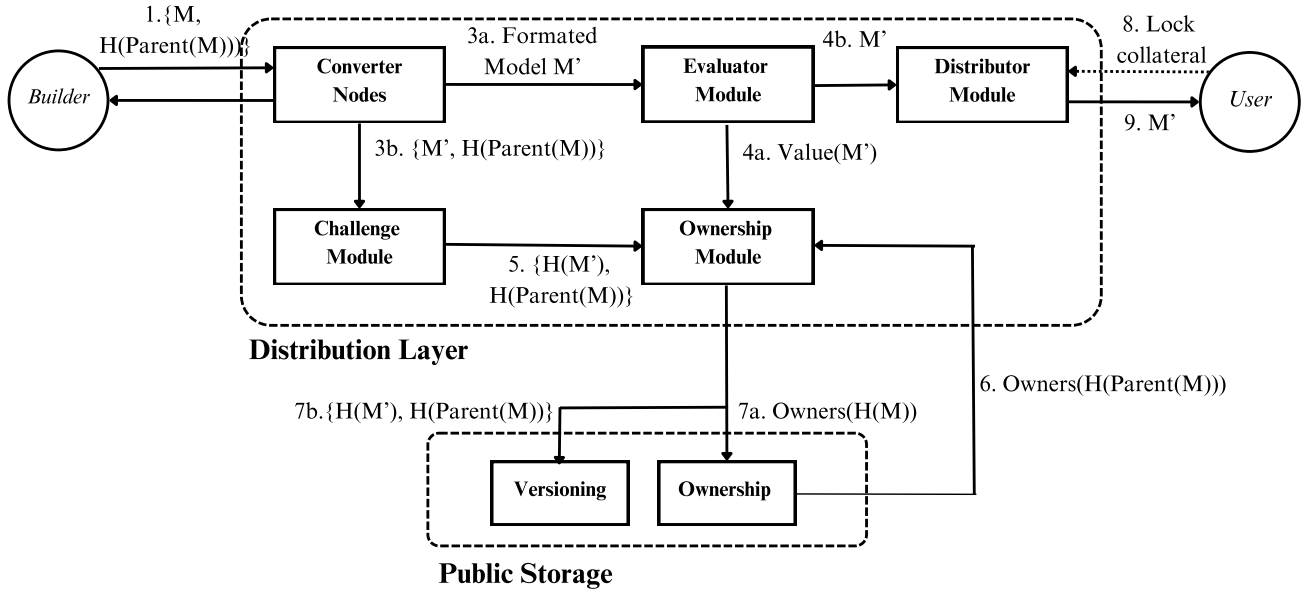 1.{M,
H(Parent(M)))}
Builder
Converter
Nodes
3a. Formated
Model M’
Evaluator
Module
4b. M’
Distributor
Module
8. Lock
collateral
User
9. M’
3b. {M’, H(Parent(M))}
4a. Value(M’)
Challenge
Module
5. {H(M’),
H(Parent(M))}
Ownership
Module
Distribution Layer
6. Owners(H(Parent(M)))
7b.{H(M’), H(Parent(M))}
7a. Owners(H(M))
Versioning
Ownership
Public Storage